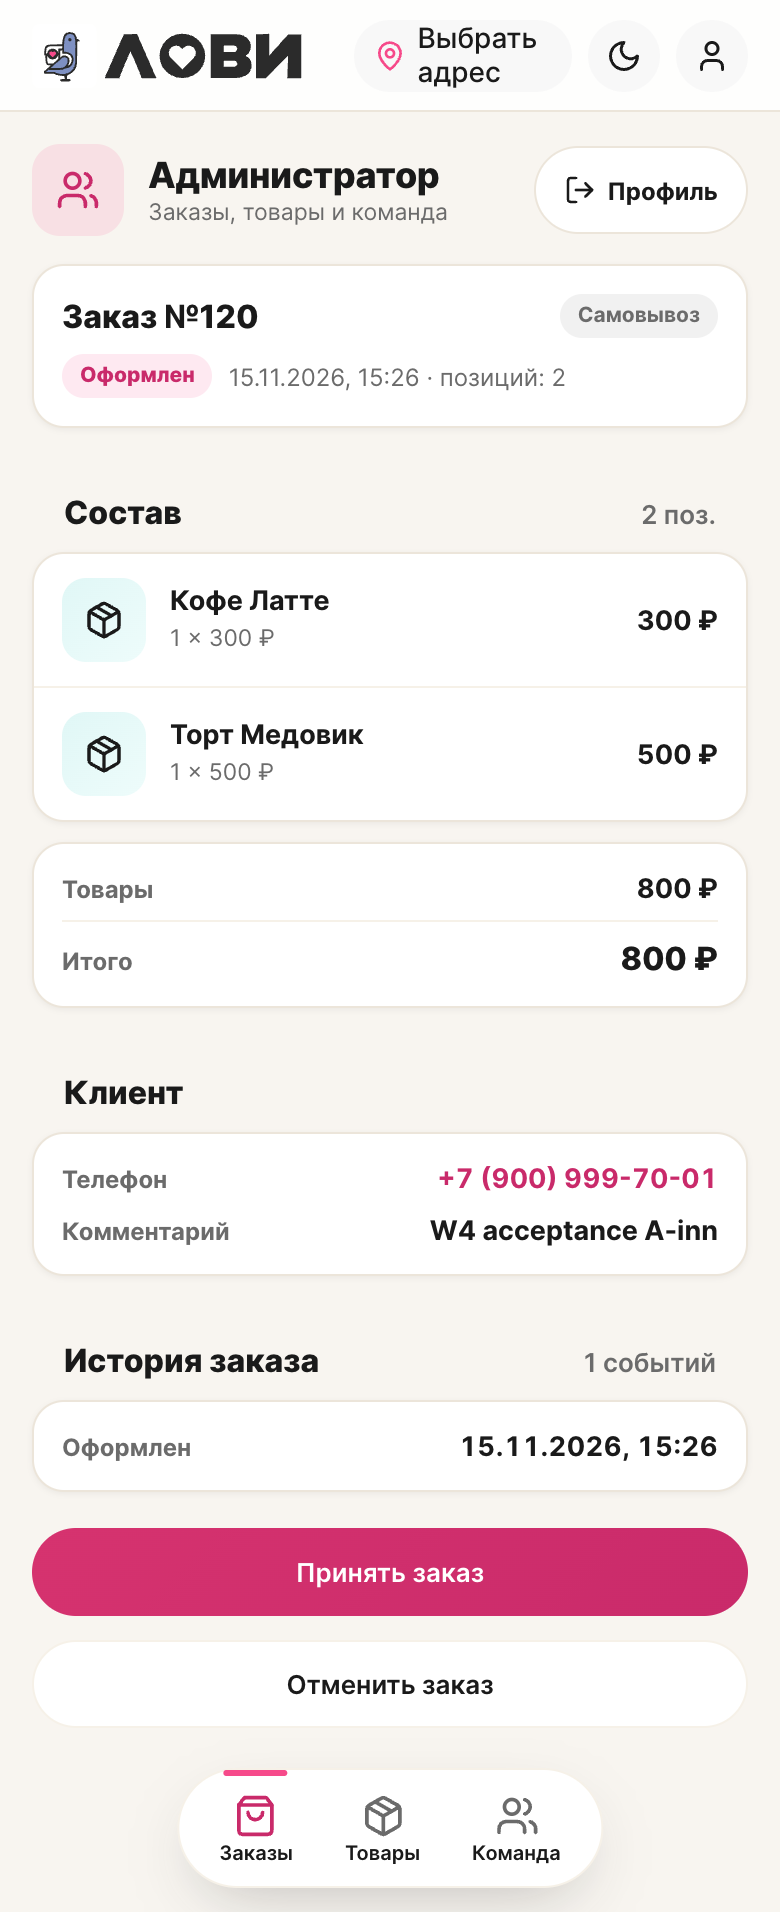 ЛОВИ
Выбрать
адрес
Администратор
Заказы, товары и команда
Профиль
Заказ №120
Самовывоз
Оформлен
15.11.2026, 15:26 · позиций: 2
Состав
2 поз.
Кофе Латте
1 × 300 ₽
300 ₽
Торт Медовик
1 × 500 ₽
500 ₽
Товары
800 ₽
Итого
800 ₽
Клиент
Телефон
+7 (900) 999-70-01
Комментарий
W4 acceptance A-inn
История заказа
1 событий
Оформлен
15.11.2026, 15:26
Принять заказ
Отменить заказ
Заказы
Товары
Команда